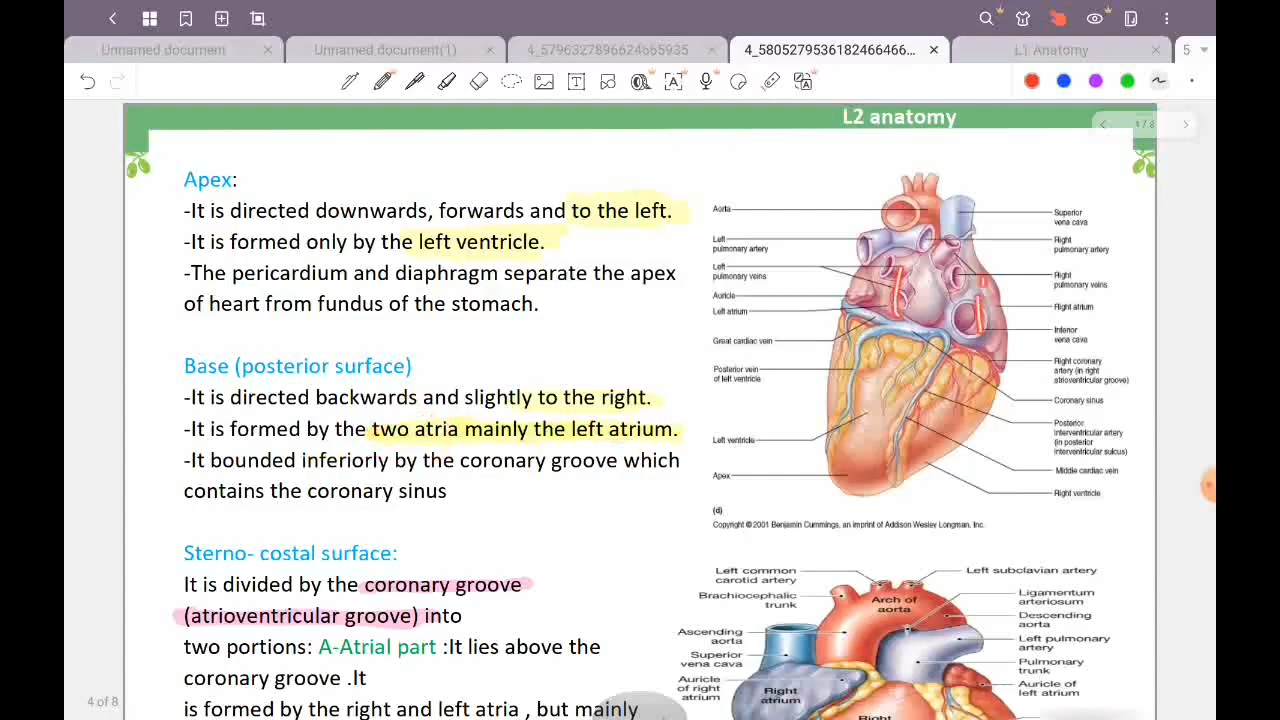 Unnamed document
Unnamed document(1)
4_5796327896624665935
4_5805279536182466466...
L1 Anatomy
5
L2 anatomy
4/8
Apex:
-It is directed downwards, forwards and to the left.
-It is formed only by the left ventricle.
-The pericardium and diaphragm separate the apex
of heart from fundus of the stomach.
Base (posterior surface)
-It is directed backwards and slightly to the right.
-It is formed by the two atria mainly the left atrium.
-It bounded inferiorly by the coronary groove which
contains the coronary sinus
Sterno- costal surface:
It is divided by the coronary groove
(atrioventricular groove) into
two portions: A-Atrial part :It lies above the
coronary groove .It
is formed by the right and left atria , but mainly
4 of 8
Aorta
Left
pulmonary artery
Left
pulmonary veins
Auricle
Left atrium
Great cardiac vein
Posterior vein
of left ventricle
Left ventricle
Apex
Superior
vena cava
Right
pulmonary artery
Right
pulmonary veins
Right atrium
Inferior
vena cava
Right coronary
artery (in right
atrioventricular groove)
Coronary sinus
Posterior
interventricular artery
(in posterior
interventricular sulcus)
Middle cardiac vein
Right ventricle
(d)
Copyright © 2001 Benjamin Cummings, an imprint of Addison Wesley Longman, Inc.
Left common
carotid artery
Brachiocephalic
trunk
Ascending
aorta
Superior
vena cava
Auricle
of right
atrium
Right
atrium
Arch of
aorta
Left subclavian artery
Ligamentum
arteriosum
Descending
aorta
Left pulmonary
artery
Pulmonary
trunk
Auricle of
left atrium
Right